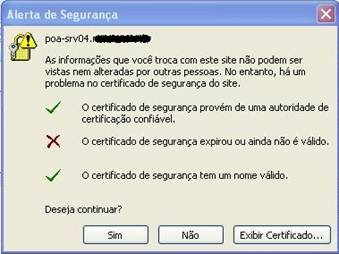 Alerta de Segurança
poa-srv04.
As informações que você troca com este site não podem ser
vistas nem alteradas por outras pessoas. No entanto, há um
problema no certificado de segurança do site.
O certificado de segurança provém de uma autoridade de
certificação confiável.
O certificado de segurança expirou ou ainda não é válido.
O certificado de segurança tem um nome válido.
Deseja continuar?
Sim
Não
Exibir Certificado...